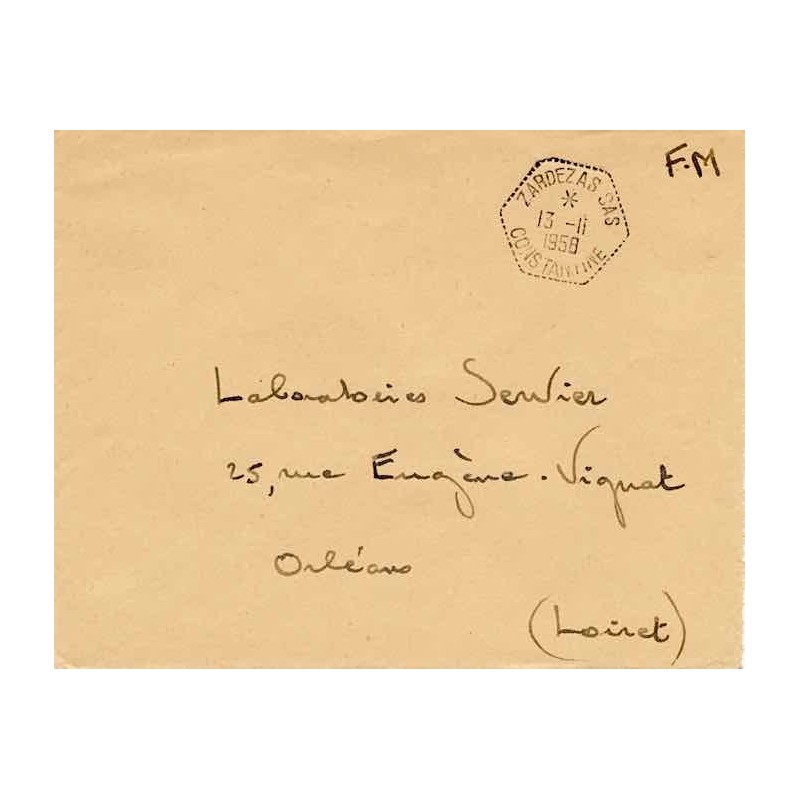 F.M
ZARDEZAS SAS
*
13 -11
1958
CONSTANTINE
Laboratoires Servier
25, rue Eugène-Vignat
Orléans
(Loiret)